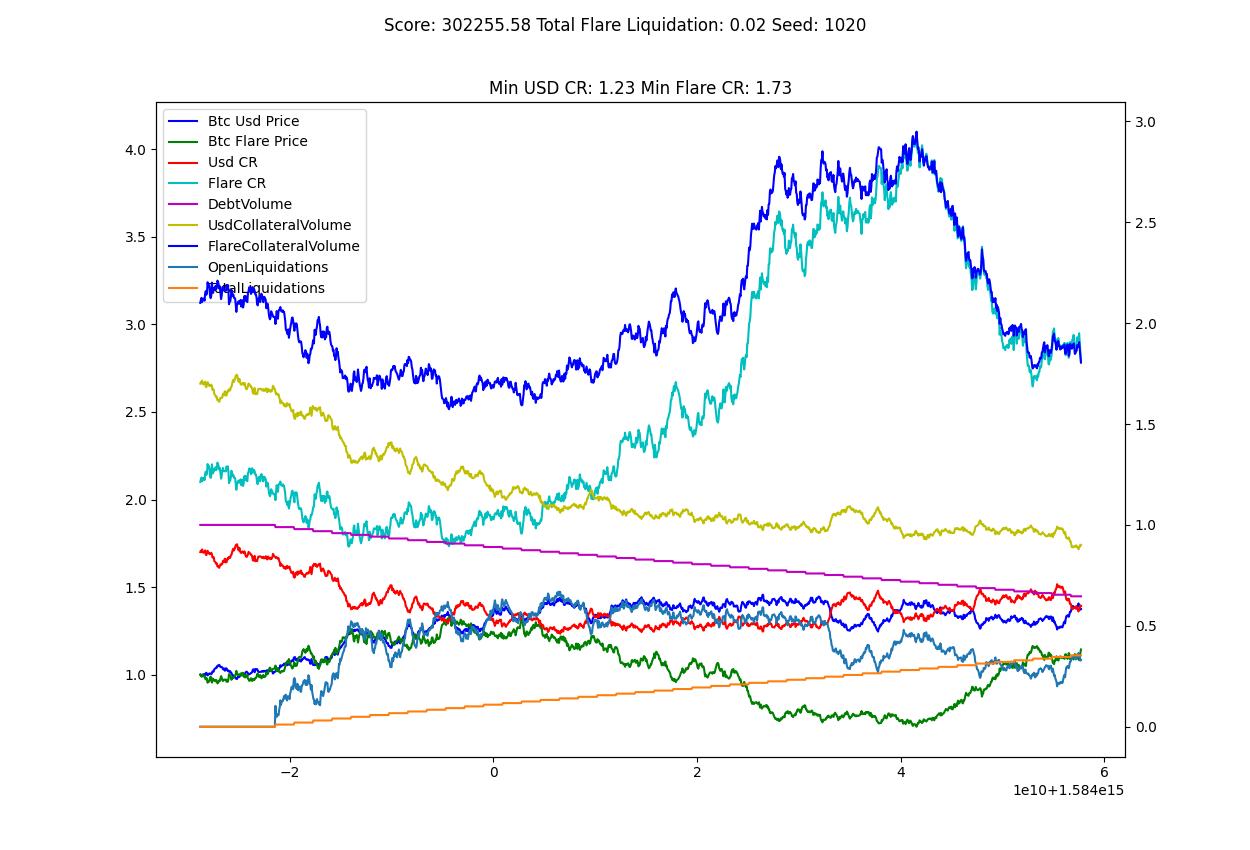 Score: 302255.58 Total Flare Liquidation: 0.02 Seed: 1020
Min USD CR: 1.23 Min Flare CR: 1.73
Btc Usd Price
Btc Flare Price
Usd CR
Flare CR
DebtVolume
UsdCollateralVolume
FlareCollateralVolume
OpenLiquidations
TotalLiquidations
4.0
3.5
3.0
2.5
2.0
1.5
1.0
3.0
2.5
2.0
1.5
1.0
0.5
0.0
−2 0 2 4 6
1e10+1.584e15